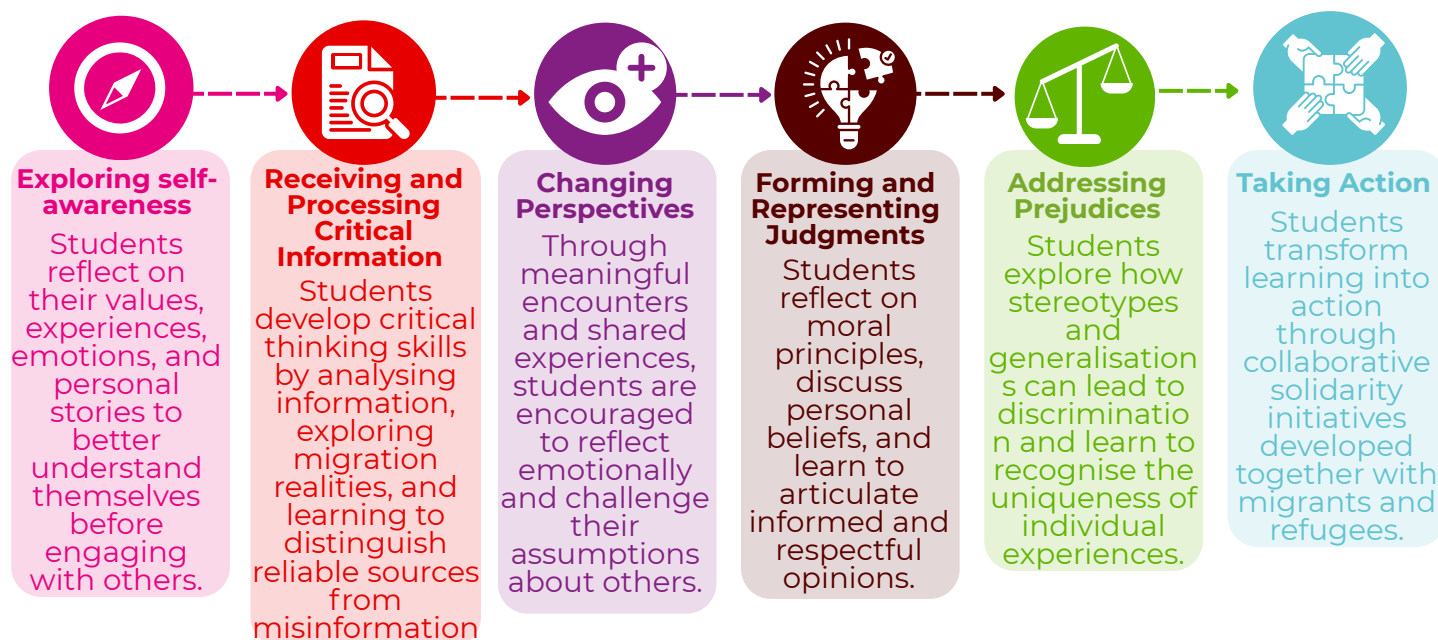 Exploring self-
awareness
Students
reflect on
their values,
experiences,
emotions, and
personal
stories to
better
understand
themselves
before
engaging
with others.
Receiving and
Processing
Critical
Information
Students
develop critical
thinking skills
by analysing
information,
exploring
migration
realities, and
learning to
distinguish
reliable sources
from
misinformation
Changing
Perspectives
Through
meaningful
encounters
and shared
experiences,
students are
encouraged
to reflect
emotionally
and challenge
their
assumptions
about others.
Forming and
Representing
Judgments
Students
reflect on
moral
principles,
discuss
personal
beliefs, and
learn to
articulate
informed and
respectful
opinions.
Addressing
Prejudices
Students
explore how
stereotypes
and
generalisation
s can lead to
discriminatio
n and learn to
recognise the
uniqueness of
individual
experiences.
Taking Action
Students
transform
learning into
action
through
collaborative
solidarity
initiatives
developed
together with
migrants and
refugees.